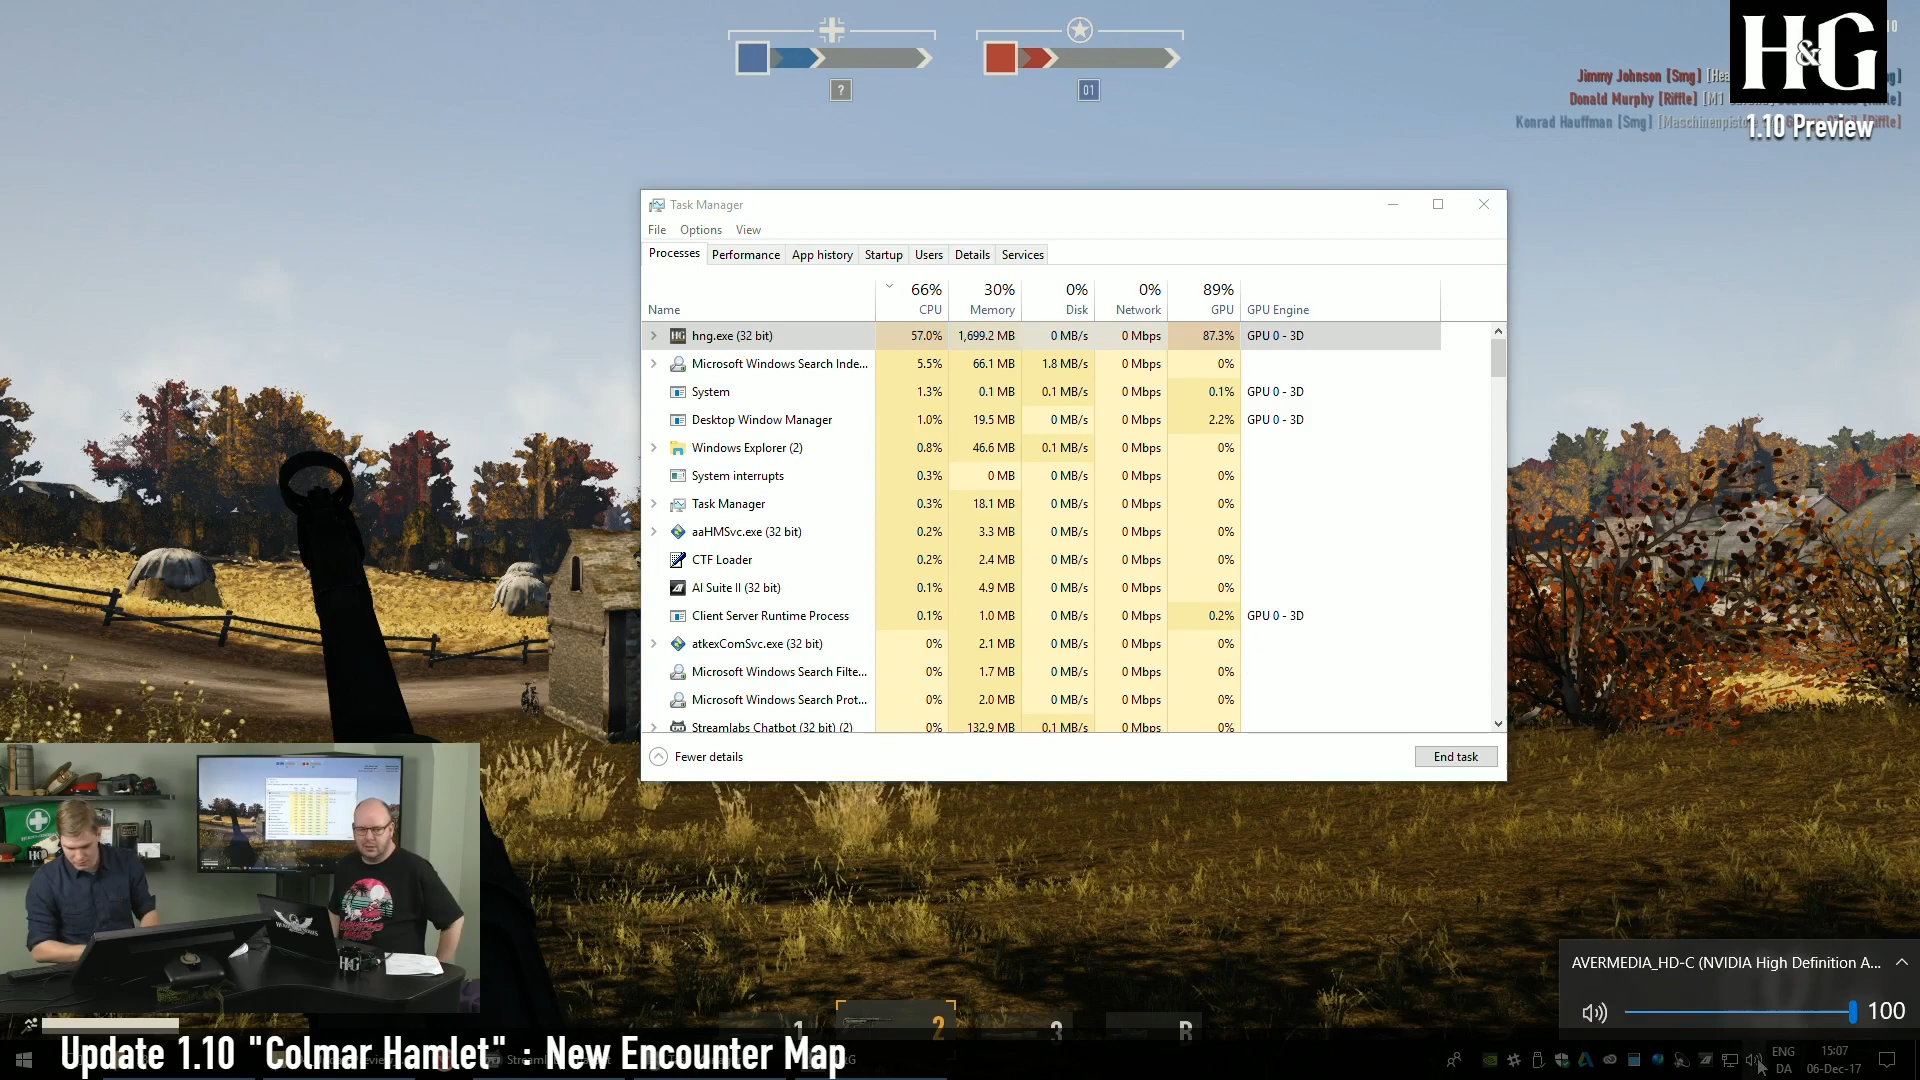 H&G
1.10 Preview
Jimmy Johnson [Smg]
Donald Murphy [Riffle] [M1
Konrad Hauffman [Smg] [Maschinenpisto
?
01
Task Manager
File Options View
Processes Performance App history Startup Users Details Services
66% 30% 0% 0% 89%
Name CPU Memory Disk Network GPU GPU Engine
hng.exe (32 bit) 57.0% 1,699.2 MB 0 MB/s 0 Mbps 87.3% GPU 0 - 3D
Microsoft Windows Search Inde... 5.5% 66.1 MB 1.8 MB/s 0 Mbps 0%
System 1.3% 0.1 MB 0.1 MB/s 0 Mbps 0.1% GPU 0 - 3D
Desktop Window Manager 1.0% 19.5 MB 0 MB/s 0 Mbps 2.2% GPU 0 - 3D
Windows Explorer (2) 0.8% 46.6 MB 0.1 MB/s 0 Mbps 0%
System interrupts 0.3% 0 MB 0 MB/s 0 Mbps 0%
Task Manager 0.3% 18.1 MB 0 MB/s 0 Mbps 0%
aaHMSvc.exe (32 bit) 0.2% 3.3 MB 0 MB/s 0 Mbps 0%
CTF Loader 0.2% 2.4 MB 0 MB/s 0 Mbps 0%
AI Suite II (32 bit) 0.1% 4.9 MB 0 MB/s 0 Mbps 0%
Client Server Runtime Process 0.1% 1.0 MB 0 MB/s 0 Mbps 0.2% GPU 0 - 3D
atkexComSvc.exe (32 bit) 0% 2.1 MB 0 MB/s 0 Mbps 0%
Microsoft Windows Search Filte... 0% 1.7 MB 0 MB/s 0 Mbps 0%
Microsoft Windows Search Prot... 0% 2.0 MB 0 MB/s 0 Mbps 0%
Streamlabs Chatbot (32 bit) (2) 0% 132.9 MB 0.1 MB/s 0 Mbps 0%
Fewer details End task
AVERMEDIA_HD-C (NVIDIA High Definition A...
100
1 2 3 R
Update 1.10 "Colmar Hamlet" : New Encounter Map
ENG
DA
15:07
06-Dec-17